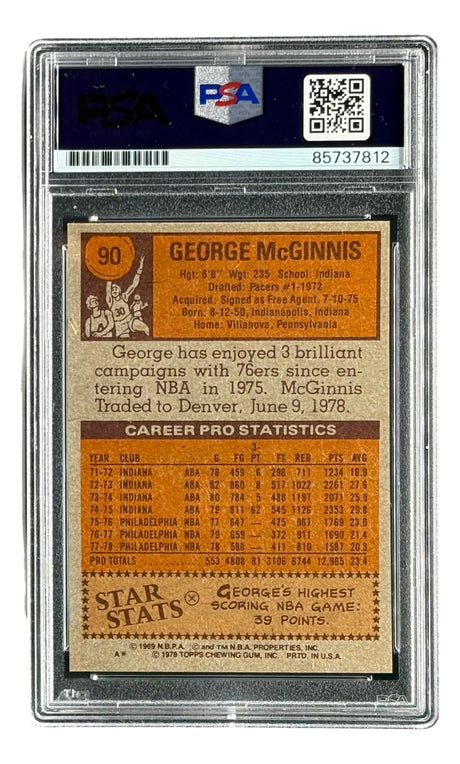 PSA
PSA
85737812
90
GEORGE McGINNIS
Hgt: 6'8" Wgt: 235 School: Indiana
Drafted: Pacers #1-1972
Acquired: Signed as Free Agent, 7-10-75
Born: 8-12-50, Indianapolis, Indiana
Home: Villanova, Pennsylvania
George has enjoyed 3 brilliant
campaigns with 76ers since en-
tering NBA in 1975. McGinnis
Traded to Denver, June 9, 1978.
CAREER PRO STATISTICS
3-
YEAR CLUB G FG PT FT REB PTS AVG
71-72 INDIANA ABA 78 459 6 298 711 1234 16.9
72-73 INDIANA ABA 82 860 8 517 1022 2261 27.6
73-74 INDIANA ABA 80 784 5 488 1197 2071 25.9
74-75 INDIANA ABA 79 811 62 545 1126 2353 29.8
75-76 PHILADELPHIA NBA 77 647 — 475 967 1769 23.0
76-77 PHILADELPHIA NBA 79 659 — 372 911 1690 21.4
77-78 PHILADELPHIA NBA 78 588 — 411 810 1587 20.3
PRO TOTALS 553 4808 81 3106 6744 12,965 23.4
STAR
STATS
GEORGE'S HIGHEST
SCORING NBA GAME:
39 POINTS.
© 1969 N.B.P.A. © and TM N.B.A. PROPERTIES, INC.
A* © 1978 TOPPS CHEWING GUM, INC. PRTD. IN U.S.A.
PSA